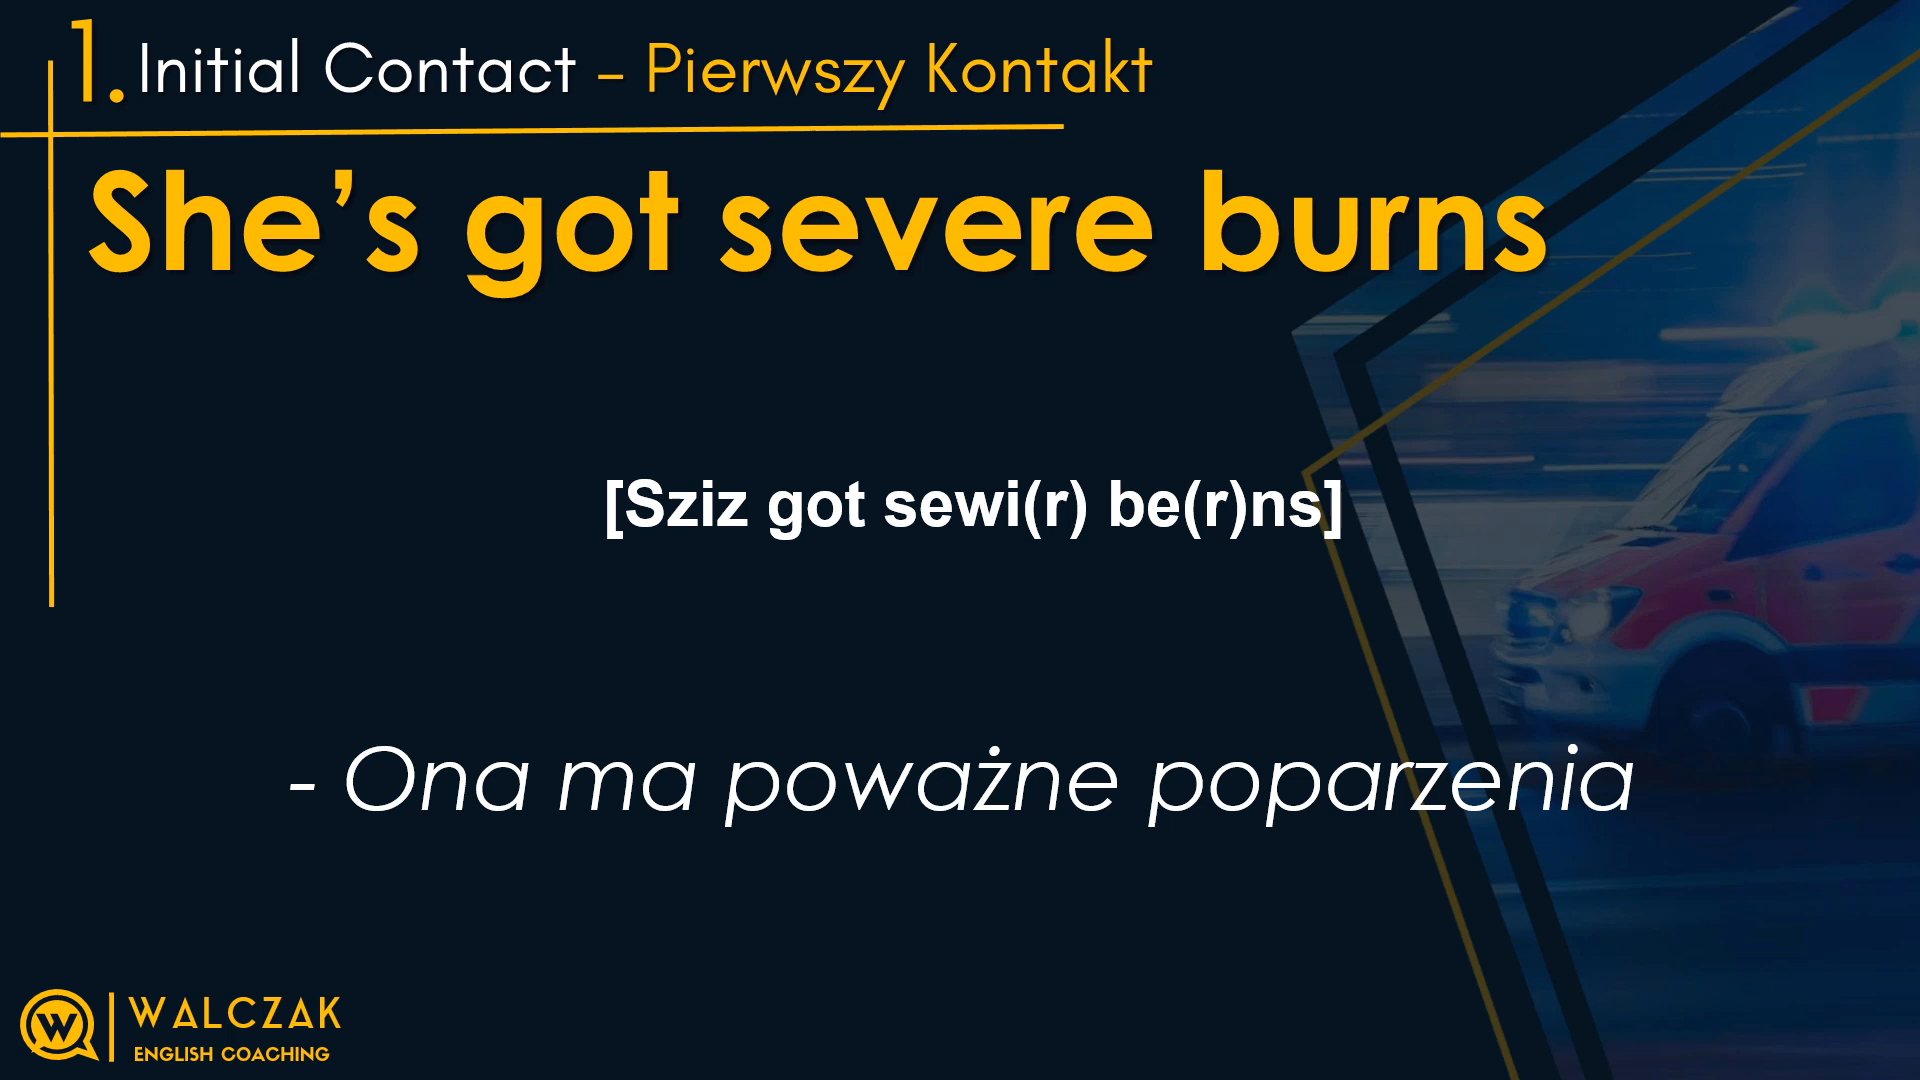 1. Initial Contact – Pierwszy Kontakt
She’s got severe burns
[Sziz got sewi(r) be(r)ns]
- Ona ma poważne poparzenia
W
WALCZAK
ENGLISH COACHING